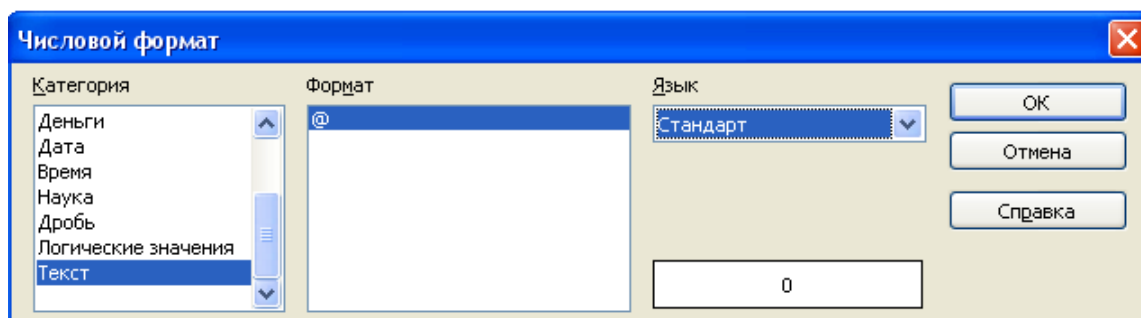 Числовой формат
Категория
Деньги
Дата
Время
Наука
Дробь
Логические значения
Текст
Формат
@
Язык
Стандарт
0
ОК
Отмена
Справка